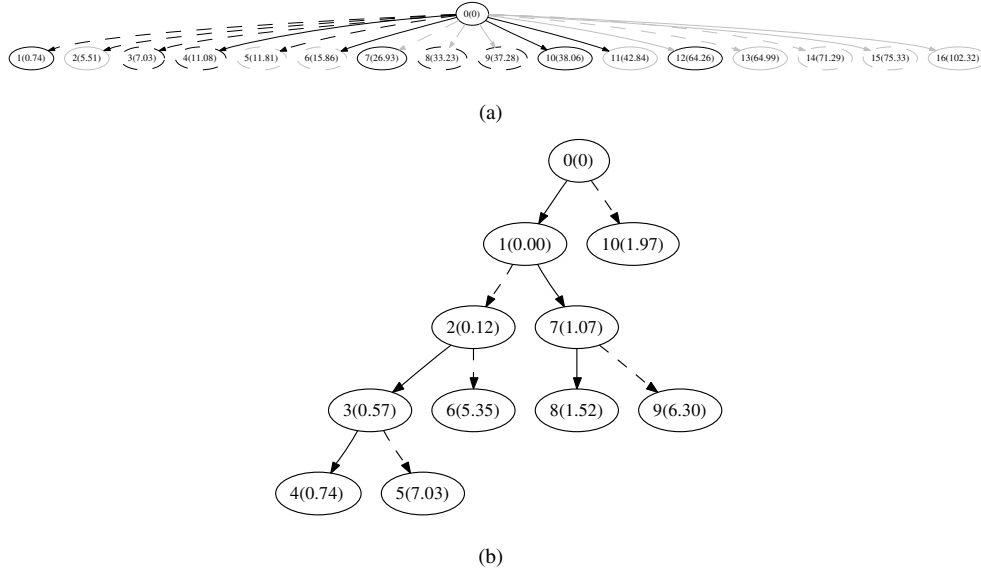 0(0)
1(0.74) 2(5.51) 3(7.03) 4(11.08) 5(11.81) 6(15.86) 7(26.93) 8(33.23) 9(37.28) 10(38.06) 11(42.84) 12(64.26) 13(64.99) 14(71.29) 15(75.33) 16(102.32)
(a)
0(0)
1(0.00) 10(1.97)
2(0.12) 7(1.07)
3(0.57) 6(5.35) 8(1.52) 9(6.30)
4(0.74) 5(7.03)
(b)